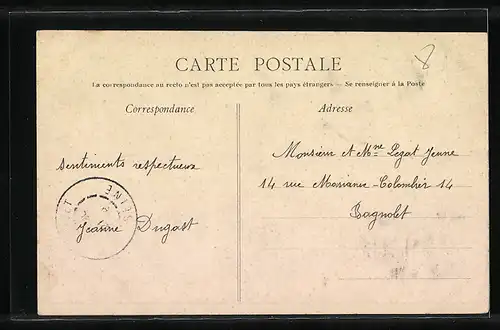 8
CARTE POSTALE
La correspondance au recto n'est pas acceptée par tous les pays étrangers — Se renseigner à la Poste
Correspondance
Adresse
Sentiments respectueux
Jeanne Dugast
SEINE
Monsieur et Mme Legat Jeune
14 rue Marianne-Colombier 14
Bagnolet